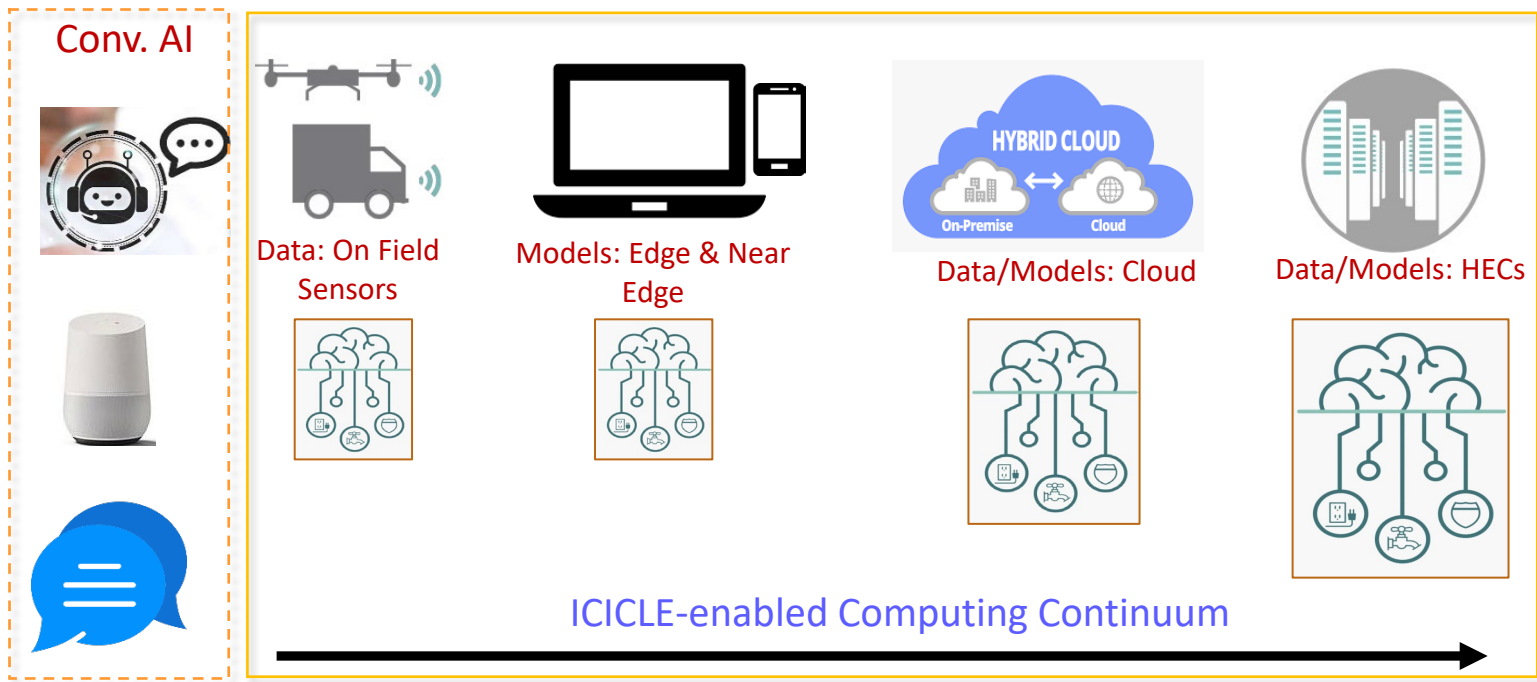 Conv. AI
HYBRID CLOUD
On-Premise
Cloud
Data: On Field
Sensors
Models: Edge & Near
Edge
Data/Models: Cloud
Data/Models: HECs
ICICLE-enabled Computing Continuum